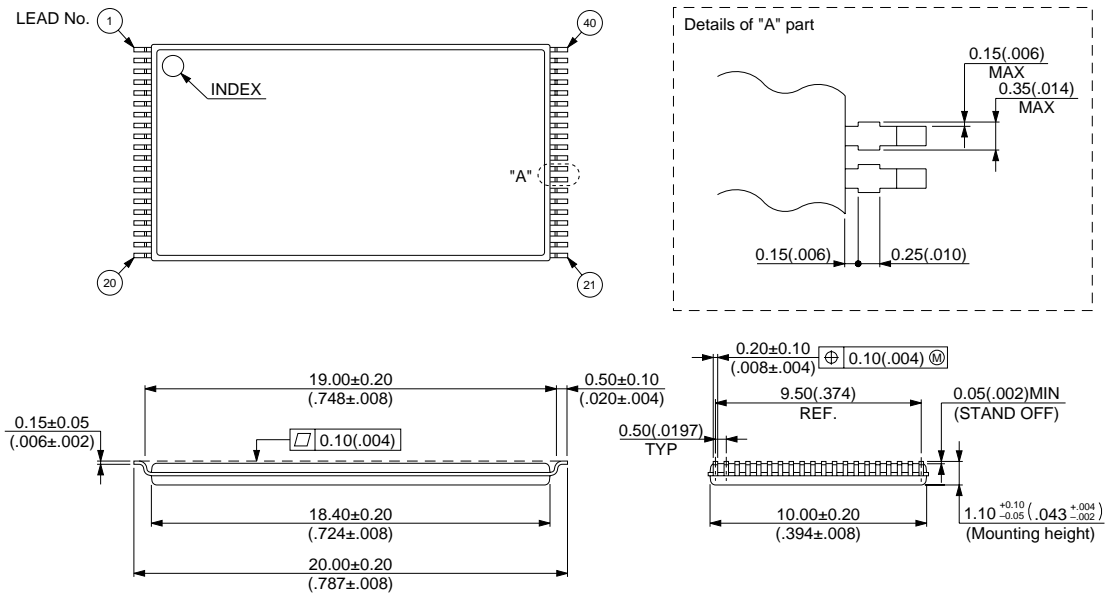 LEAD No. 1
40
INDEX
"A"
20
21
Details of "A" part
0.15(.006)
MAX
0.35(.014)
MAX
0.15(.006)
0.25(.010)
19.00±0.20
(.748±.008)
0.50±0.10
(.020±.004)
0.15±0.05
(.006±.002)
⏥ 0.10(.004)
18.40±0.20
(.724±.008)
20.00±0.20
(.787±.008)
0.20±0.10
(.008±.004)
⌖ 0.10(.004) Ⓜ
9.50(.374)
REF.
0.05(.002)MIN
(STAND OFF)
0.50(.0197)
TYP
10.00±0.20
(.394±.008)
1.10 +0.10 −0.05 (.043 +.004 −.002)
(Mounting height)